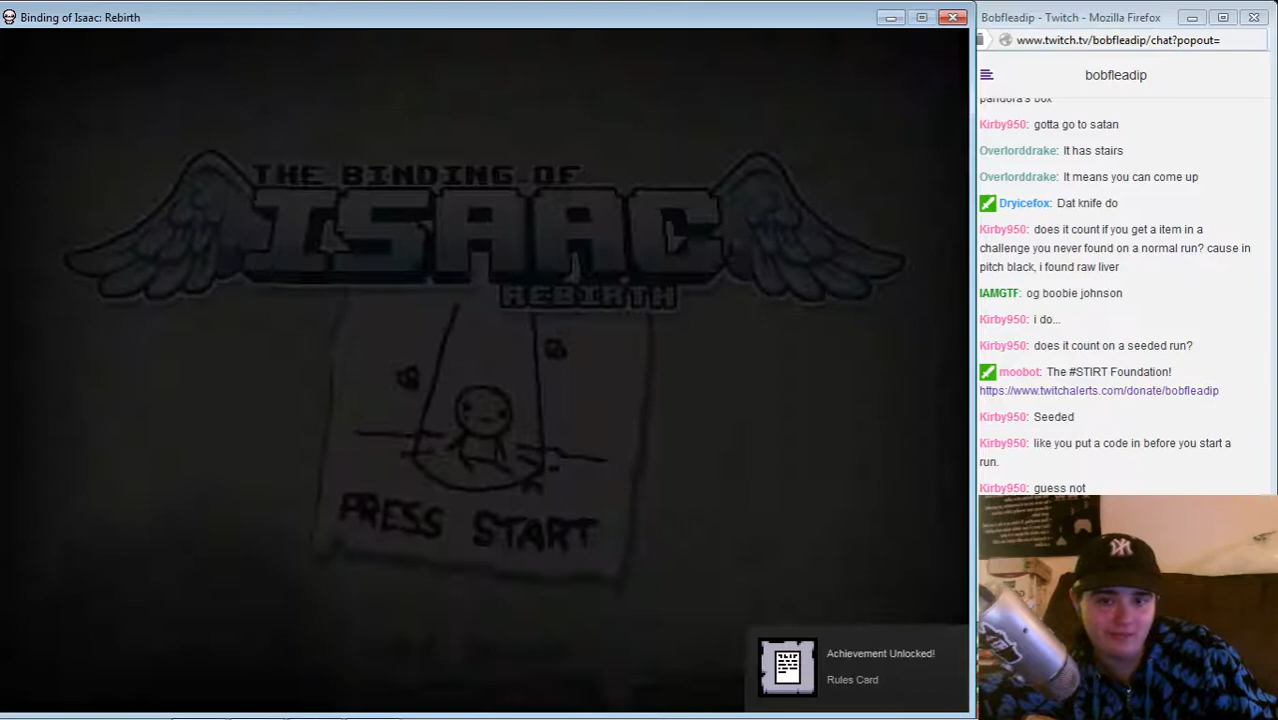 Binding of Isaac: Rebirth
THE BINDING OF
ISAAC
REBIRTH
PRESS START
Achievement Unlocked!
Rules Card
Bobfleadip - Twitch - Mozilla Firefox
www.twitch.tv/bobfleadip/chat?popout=
bobfleadip
pandora's box
Kirby950: gotta go to satan
Overlorddrake: It has stairs
Overlorddrake: It means you can come up
Dryicefox: Dat knife do
Kirby950: does it count if you get a item in a
challenge you never found on a normal run? cause in
pitch black, i found raw liver
IAMGTF: og boobie johnson
Kirby950: i do...
Kirby950: does it count on a seeded run?
moobot: The #STIRT Foundation!
https://www.twitchalerts.com/donate/bobfleadip
Kirby950: Seeded
Kirby950: like you put a code in before you start a
run.
Kirby950: guess not